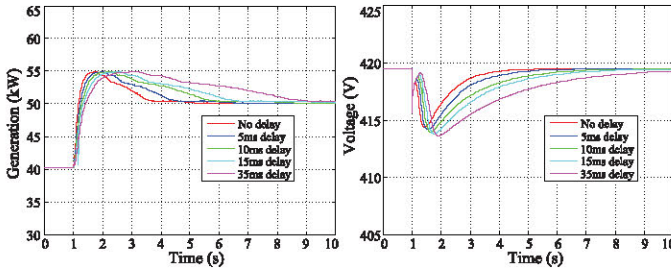 65
60
55
50
45
40
35
30
Generation (kW)
No delay
5ms delay
10ms delay
15ms delay
35ms delay
0 1 2 3 4 5 6 7 8 9 10
Time (s)
425
420
415
410
405
Voltage (V)
No delay
5ms delay
10ms delay
15ms delay
35ms delay
0 1 2 3 4 5 6 7 8 9 10
Time (s)